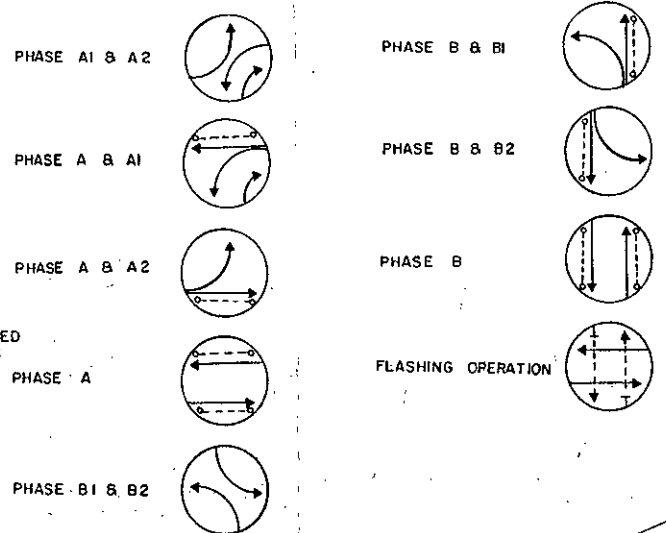 PHASE A1 & A2
PHASE A & A1
PHASE A & A2
ED
PHASE A
PHASE B1 & B2
PHASE B & B1
PHASE B & B2
PHASE B
FLASHING OPERATION